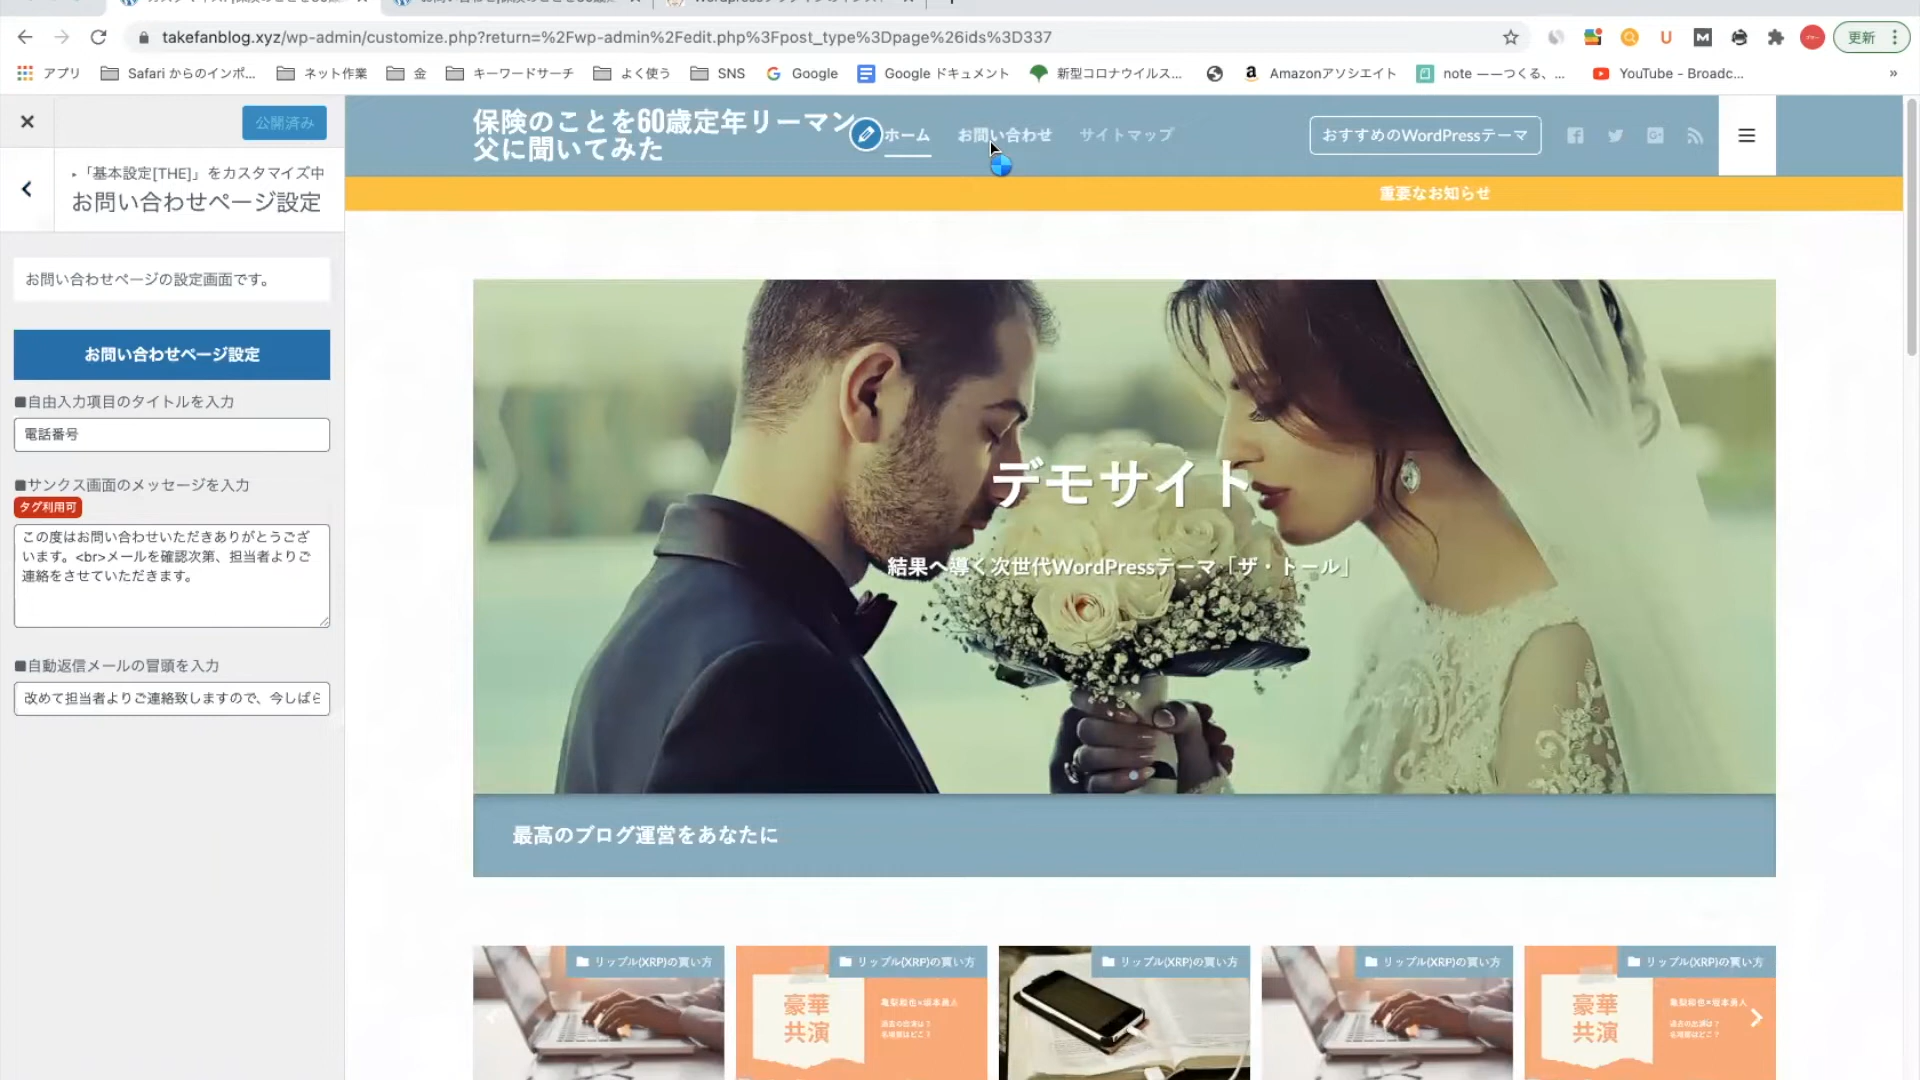 takefanblog.xyz/wp-admin/customize.php?return=%2Fwp-admin%2Fedit.php%3Fpost_type%3Dpage%26ids%3D337
更新
アプリ
Safari からのインポ...
ネット作業
金
キーワードサーチ
よく使う
SNS
Google
Google ドキュメント
新型コロナウイルス...
Amazonアソシエイト
note ——つくる、...
YouTube - Broadc...
»
公開済み
▸「基本設定[THE]」をカスタマイズ中
お問い合わせページ設定
お問い合わせページの設定画面です。
お問い合わせページ設定
■自由入力項目のタイトルを入力
電話番号
■サンクス画面のメッセージを入力
タグ利用可
この度はお問い合わせいただきありがとうござ
います。<br>メールを確認次第、担当者よりご
連絡をさせていただきます。
■自動返信メールの冒頭を入力
改めて担当者よりご連絡致しますので、今しばら
保険のことを60歳定年リーマン
父に聞いてみた
ホーム
お問い合わせ
サイトマップ
おすすめのWordPressテーマ
重要なお知らせ
デモサイト
結果へ導く次世代WordPressテーマ「ザ・トール」
最高のブログ運営をあなたに
リップル(XRP)の買い方
リップル(XRP)の買い方
リップル(XRP)の買い方
リップル(XRP)の買い方
リップル(XRP)の買い方
豪華
共演
豪華
共演